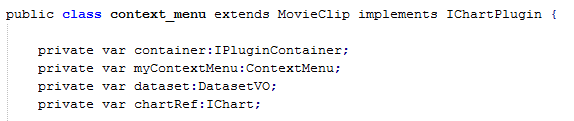 public class context_menu extends MovieClip implements IChartPlugin {
private var container:IPluginContainer;
private var myContextMenu:ContextMenu;
private var dataset:DatasetVO;
private var chartRef:IChart;